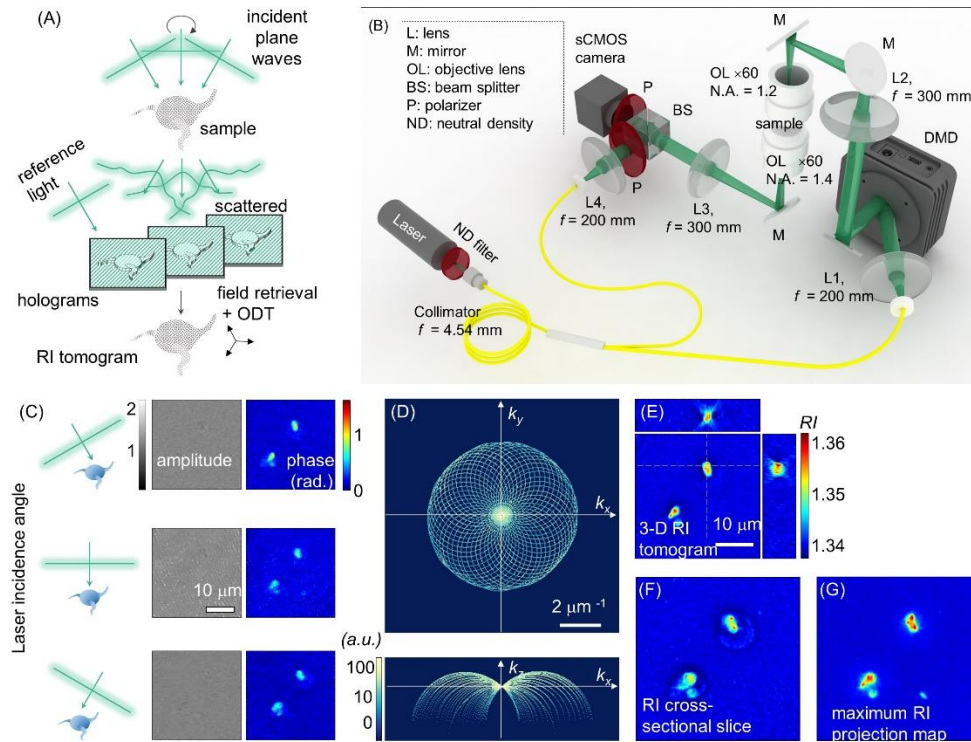 (A)
incident
plane
waves
sample
reference
light
scattered
holograms
field retrieval
+ ODT
RI tomogram
(B)
L: lens
M: mirror
OL: objective lens
BS: beam splitter
P: polarizer
ND: neutral density
sCMOS
camera
P
BS
P
L4,
f = 200 mm
L3,
f = 300 mm
M
M
OL ×60
N.A. = 1.2
sample
OL ×60
N.A. = 1.4
M
L2,
f = 300 mm
DMD
L1,
f = 200 mm
Laser
ND filter
Collimator
f = 4.54 mm
(C)
Laser incidence angle
2
1
amplitude
phase
(rad.)
1
0
10 μm
(D)
ky
kx
2 μm -1
(a.u.)
100
10
0
kz
kx
(E)
3-D RI
tomogram
10 μm
RI
1.36
1.35
1.34
(F)
RI cross-
sectional slice
(G)
maximum RI
projection map